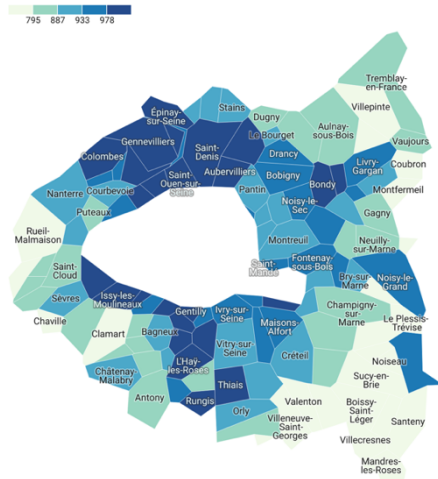 795 887 933 978
Tremblay-
en-France
Villepinte
Épinay-
sur-Seine
Stains
Dugny
Aulnay-
sous-Bois
Gennevilliers
Le Bourget
Vaujours
Colombes
Saint-
Denis
Drancy
Livry-
Gargan
Coubron
Aubervilliers
Bobigny
Saint-
Ouen-sur-
Seine
Nanterre
Courbevoie
Pantin
Bondy
Montfermeil
Noisy-le-
Sec
Puteaux
Gagny
Rueil-
Malmaison
Montreuil
Neuilly-
sur-Marne
Saint-
Cloud
Saint-
Mandé
Fontenay-
sous-Bois
Bry-sur-
Marne
Noisy-le-
Grand
Sèvres
Issy-les-
Moulineaux
Gentilly
Ivry-sur-
Seine
Champigny-
sur-
Marne
Chaville
Clamart
Bagneux
Maisons-
Alfort
Le Plessis-
Trévise
Vitry-sur-
Seine
Créteil
L'Haÿ-
les-Roses
Noiseau
Châtenay-
Malabry
Sucy-en-
Brie
Thiais
Antony
Rungis
Orly
Valenton
Boissy-
Saint-
Léger
Villeneuve-
Saint-
Georges
Santeny
Villecresnes
Mandres-
les-Roses